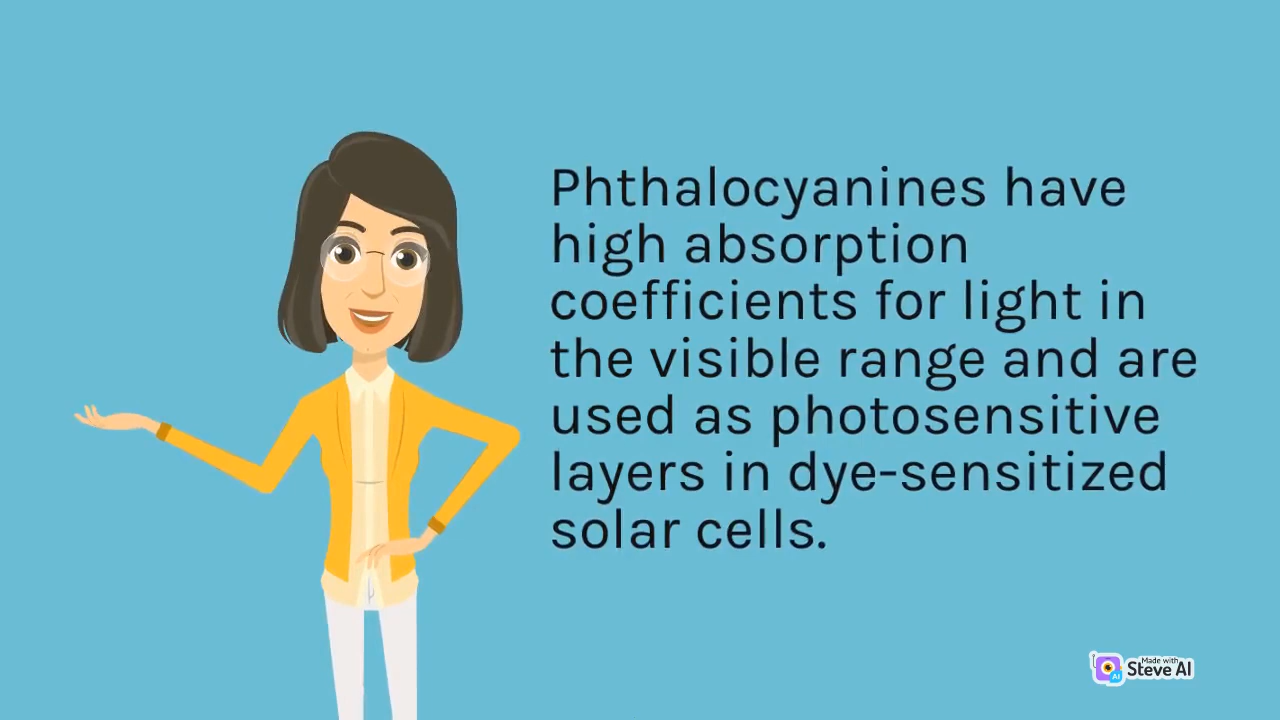 Phthalocyanines have
high absorption
coefficients for light in
the visible range and are
used as photosensitive
layers in dye-sensitized
solar cells.
Made with
Steve AI
AI